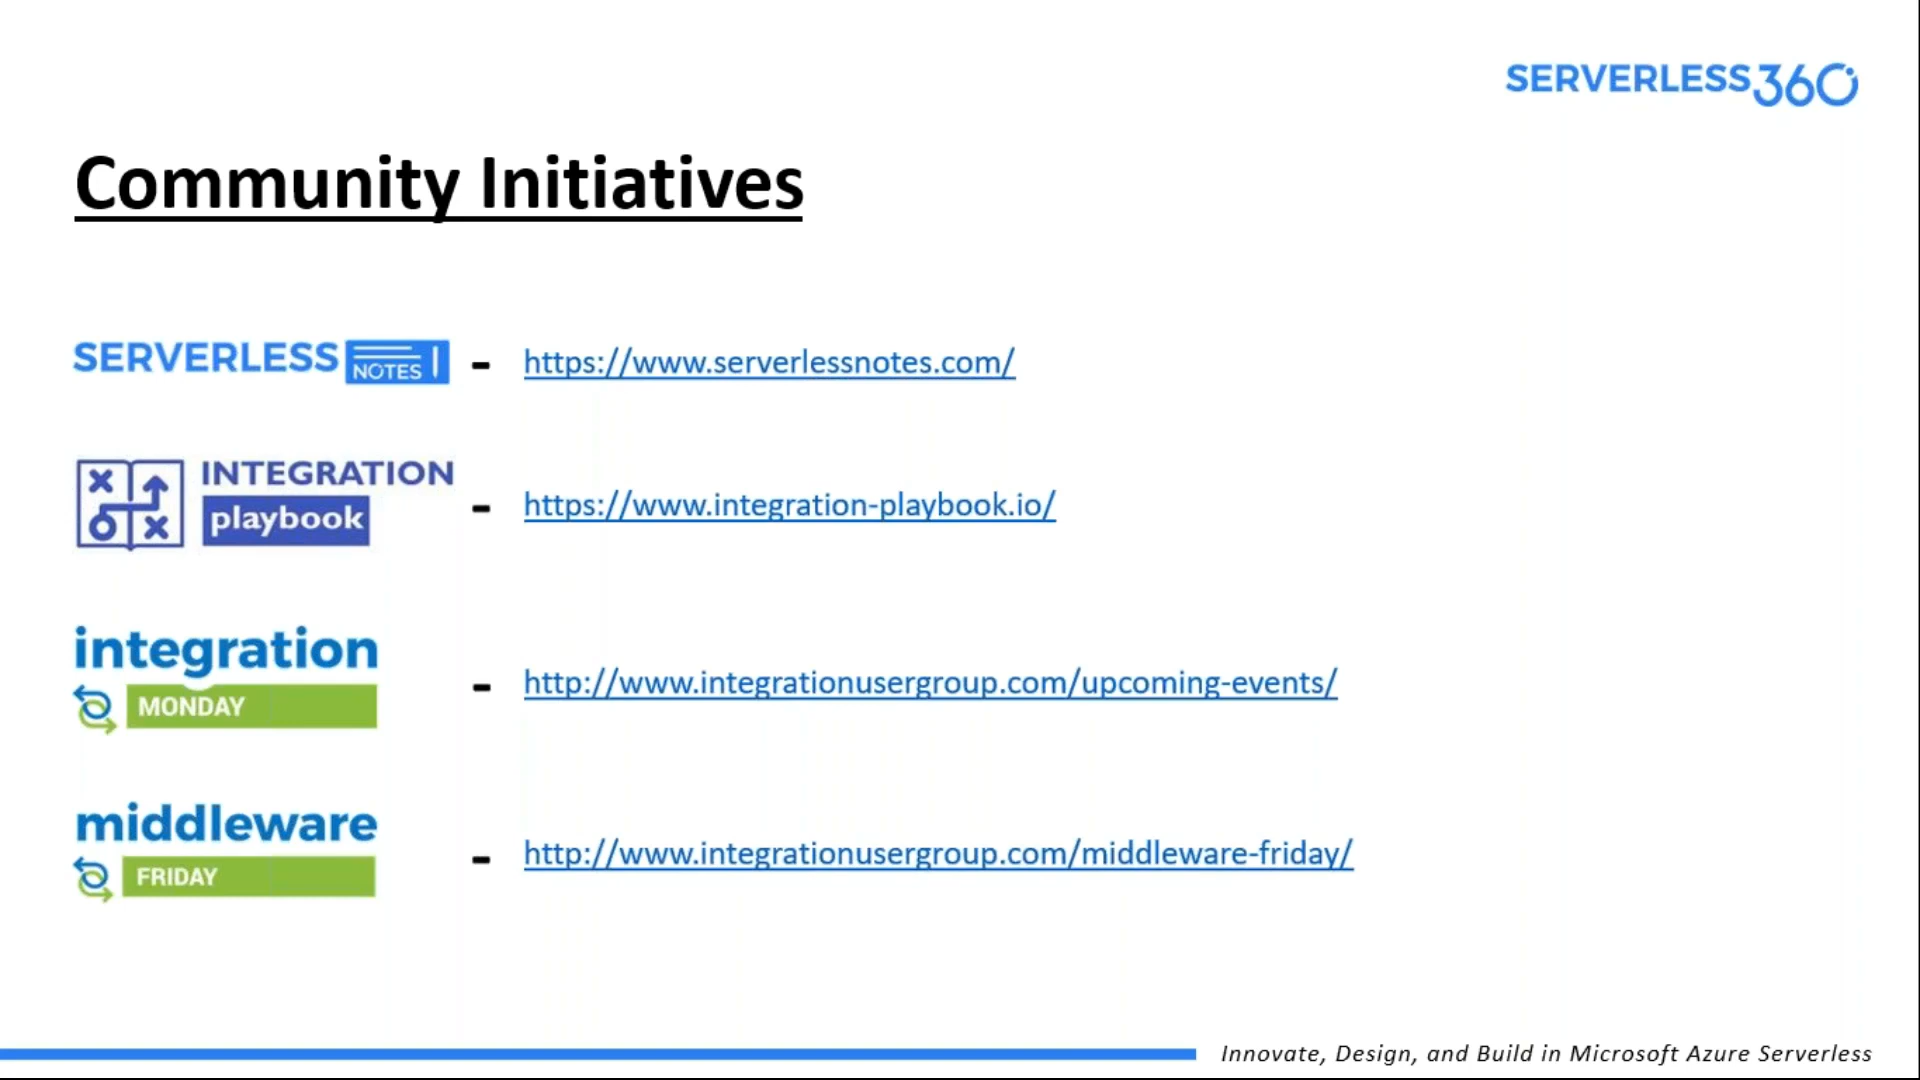 SERVERLESS360
Community Initiatives
SERVERLESS NOTES - https://www.serverlessnotes.com/
INTEGRATION
playbook - https://www.integration-playbook.io/
integration
MONDAY - http://www.integrationusergroup.com/upcoming-events/
middleware
FRIDAY - http://www.integrationusergroup.com/middleware-friday/
Innovate, Design, and Build in Microsoft Azure Serverless